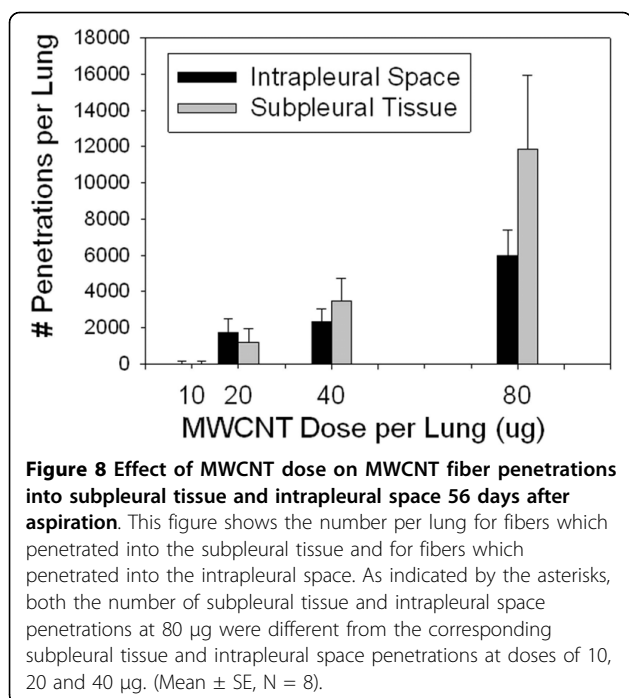 18000
16000
14000
12000
10000
8000
6000
4000
2000
0
# Penetrations per Lung
Intrapleural Space
Subpleural Tissue
10 20 40 80
MWCNT Dose per Lung (ug)
Figure 8 Effect of MWCNT dose on MWCNT fiber penetrations
into subpleural tissue and intrapleural space 56 days after
aspiration. This figure shows the number per lung for fibers which
penetrated into the subpleural tissue and for fibers which
penetrated into the intrapleural space. As indicated by the asterisks,
both the number of subpleural tissue and intrapleural space
penetrations at 80 μg were different from the corresponding
subpleural tissue and intrapleural space penetrations at doses of 10,
20 and 40 μg. (Mean ± SE, N = 8).